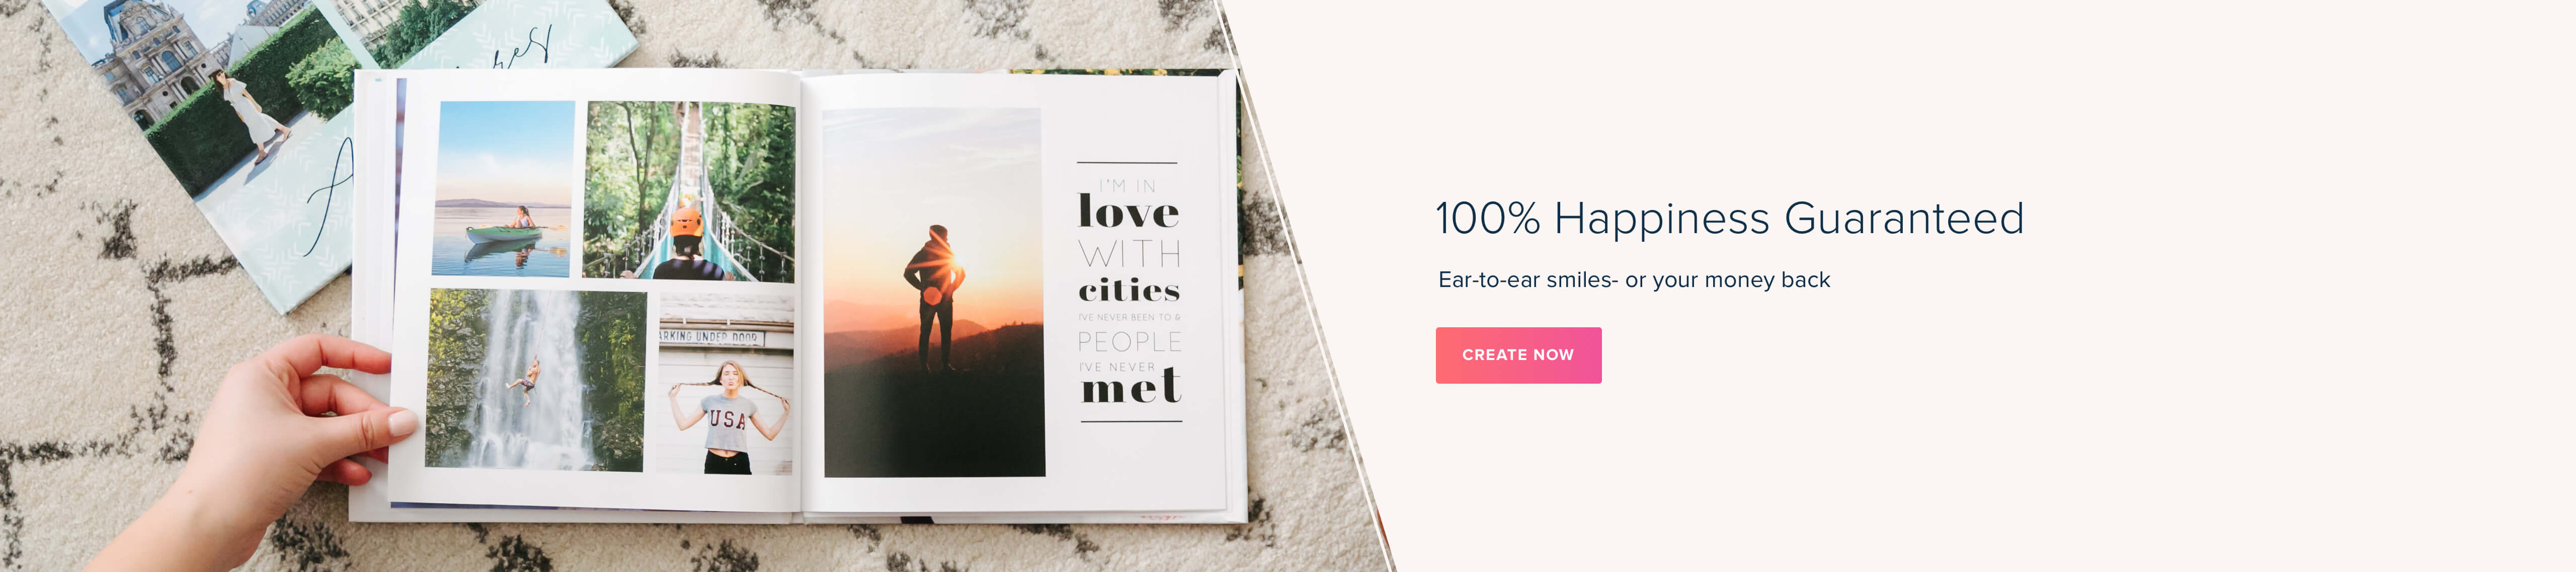 ARKING UNDER DOOR
USA
I'M IN
love
WITH
cities
I'VE NEVER BEEN TO &
PEOPLE
I'VE NEVER
met
100% Happiness Guaranteed
Ear-to-ear smiles- or your money back
CREATE NOW